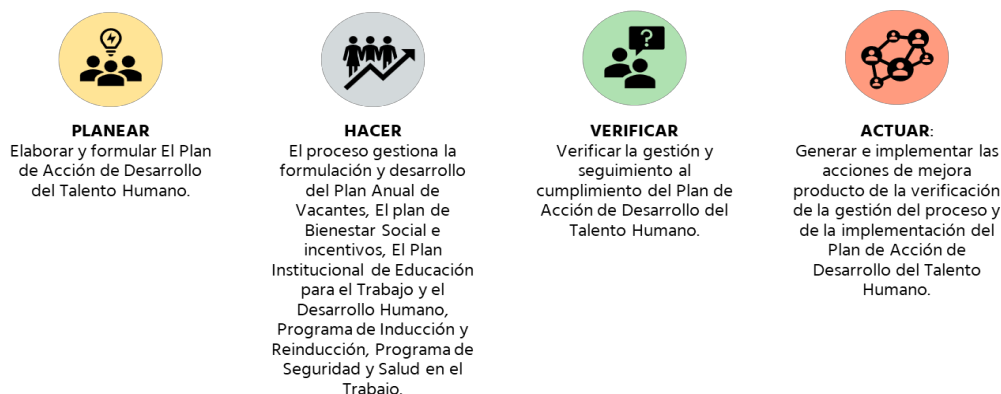 PLANEAR
Elaborar y formular El Plan
de Acción de Desarrollo
del Talento Humano.
HACER
El proceso gestiona la
formulación y desarrollo
del Plan Anual de
Vacantes, El plan de
Bienestar Social e
incentivos, El Plan
Institucional de Educación
para el Trabajo y el
Desarrollo Humano,
Programa de Inducción y
Reinducción, Programa de
Seguridad y Salud en el
Trabajo.
?
VERIFICAR
Verificar la gestión y
seguimiento al
cumplimiento del Plan de
Acción de Desarrollo del
Talento Humano.
ACTUAR:
Generar e implementar las
acciones de mejora
producto de la verificación
de la gestión del proceso y
de la implementación del
Plan de Acción de
Desarrollo del Talento
Humano.